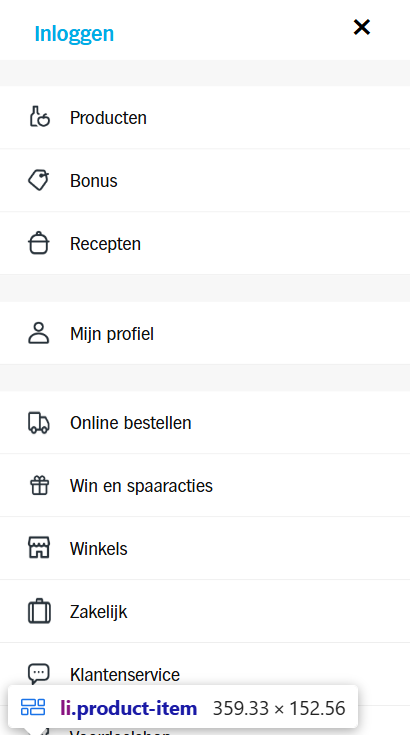 Inloggen
Producten
Bonus
Recepten
Mijn profiel
Online bestellen
Win en spaaracties
Winkels
Zakelijk
Klantenservice
li.product-item 359.33 × 152.56